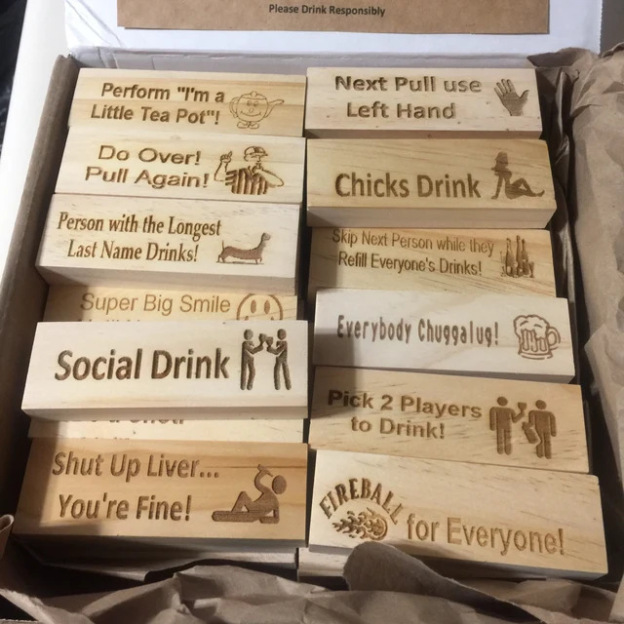 Please Drink Responsibly
Perform "I'm a
Little Tea Pot"!
Do Over!
Pull Again!
Person with the Longest
Last Name Drinks!
Super Big Smile
Social Drink
Shut Up Liver...
You're Fine!
Next Pull use
Left Hand
Chicks Drink
Skip Next Person while they
Refill Everyone's Drinks!
Everybody Chuggalug!
Pick 2 Players
to Drink!
FIREBALL
for Everyone!